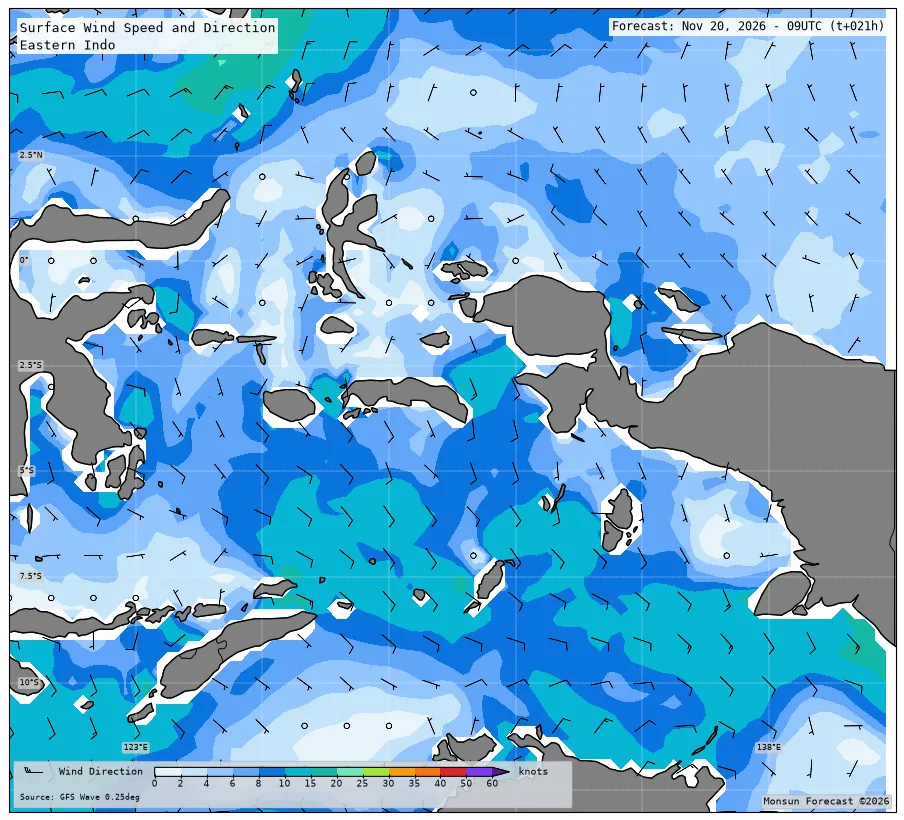 Surface Wind Speed and Direction
Eastern Indo
Forecast: Nov 20, 2026 - 09UTC (t+021h)
2.5°N
0°
2.5°S
5°S
7.5°S
10°S
123°E
138°E
Wind Direction
knots
0 2 4 6 8 10 15 20 25 30 35 40 50 60
Source: GFS Wave 0.25deg
Monsun Forecast ©2026